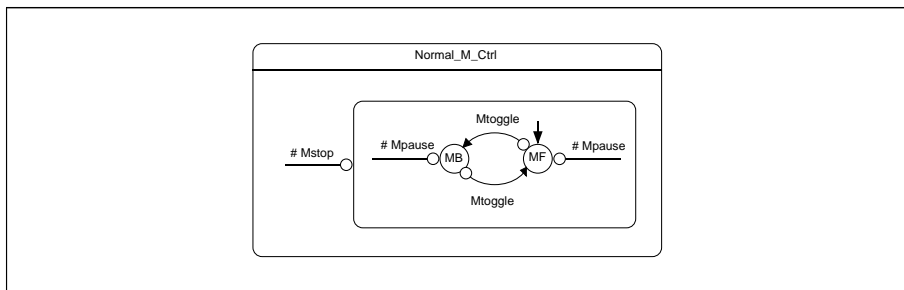 Normal_M_Ctrl
Mtoggle
# Mstop
# Mpause
MB
MF
# Mpause
Mtoggle